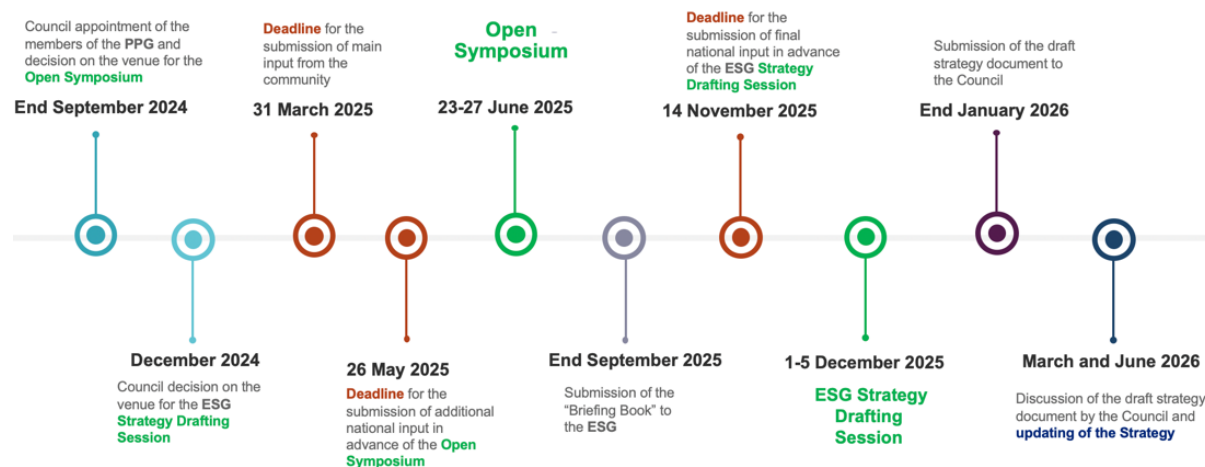 Council appointment of the
members of the PPG and
decision on the venue for the
Open Symposium
End September 2024
December 2024
Council decision on the
venue for the ESG
Strategy Drafting
Session
Deadline for the
submission of main
input from the
community
31 March 2025
26 May 2025
Deadline for the
submission of additional
national input in
advance of the Open
Symposium
Open
Symposium
23-27 June 2025
End September 2025
Submission of the
“Briefing Book” to
the ESG
Deadline for the
submission of final
national input in advance
of the ESG Strategy
Drafting Session
14 November 2025
1-5 December 2025
ESG Strategy
Drafting
Session
Submission of the draft
strategy document to
the Council
End January 2026
March and June 2026
Discussion of the draft strategy
document by the Council and
updating of the Strategy